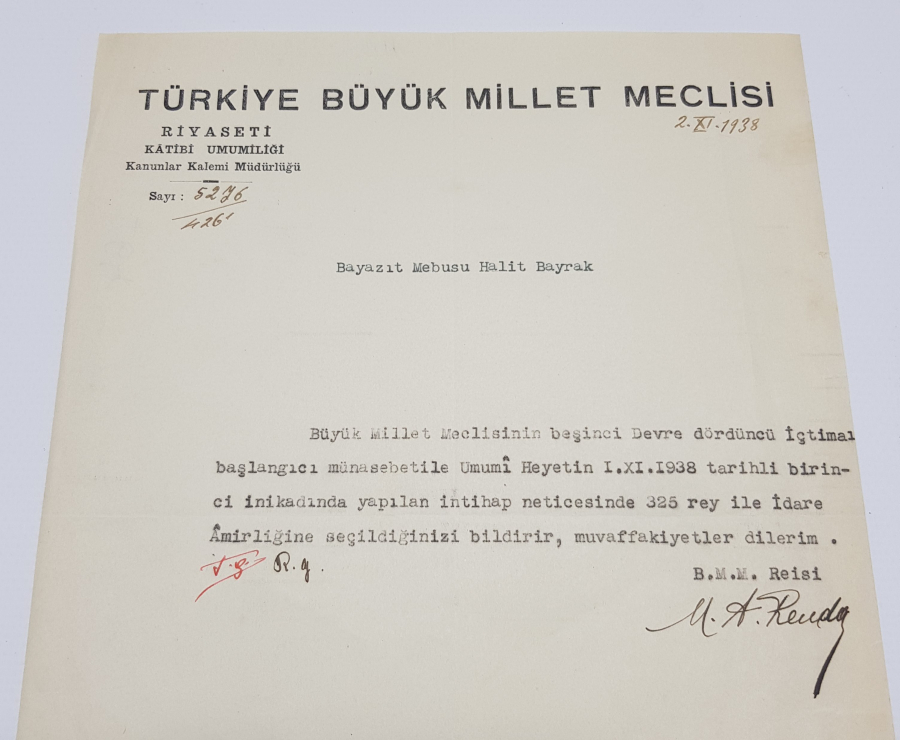 TÜRKİYE BÜYÜK MİLLET MECLİSİ
2.XI.1938
RİYASETİ
KÂTİBİ UMUMİLİĞİ
Kanunlar Kalemi Müdürlüğü
Sayı : 5276
4261
Bayazıt Mebusu Halit Bayrak
Büyük Millet Meclisinin beşinci Devre dördüncü İçtimaı
başlangıcı münasebetile Umumî Heyetin I.XI.1938 tarihli birin-
ci inikadında yapılan intihap neticesinde 325 rey ile İdare
Âmirliğine seçildiğinizi bildirir, muvaffakiyetler dilerim .
R.g.
B.M.M. Reisi
M. A. Renda